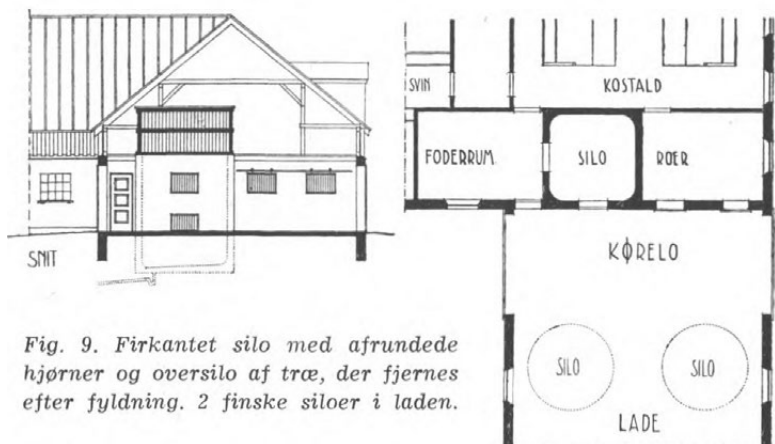 SNIT
Fig. 9. Firkantet silo med afrundede
hjørner og oversilo af træ, der fjernes
efter fyldning. 2 finske siloer i laden.
SVIN
KOSTALD
FODERRUM
SILO
ROER
KØRELO
SILO
SILO
LADE